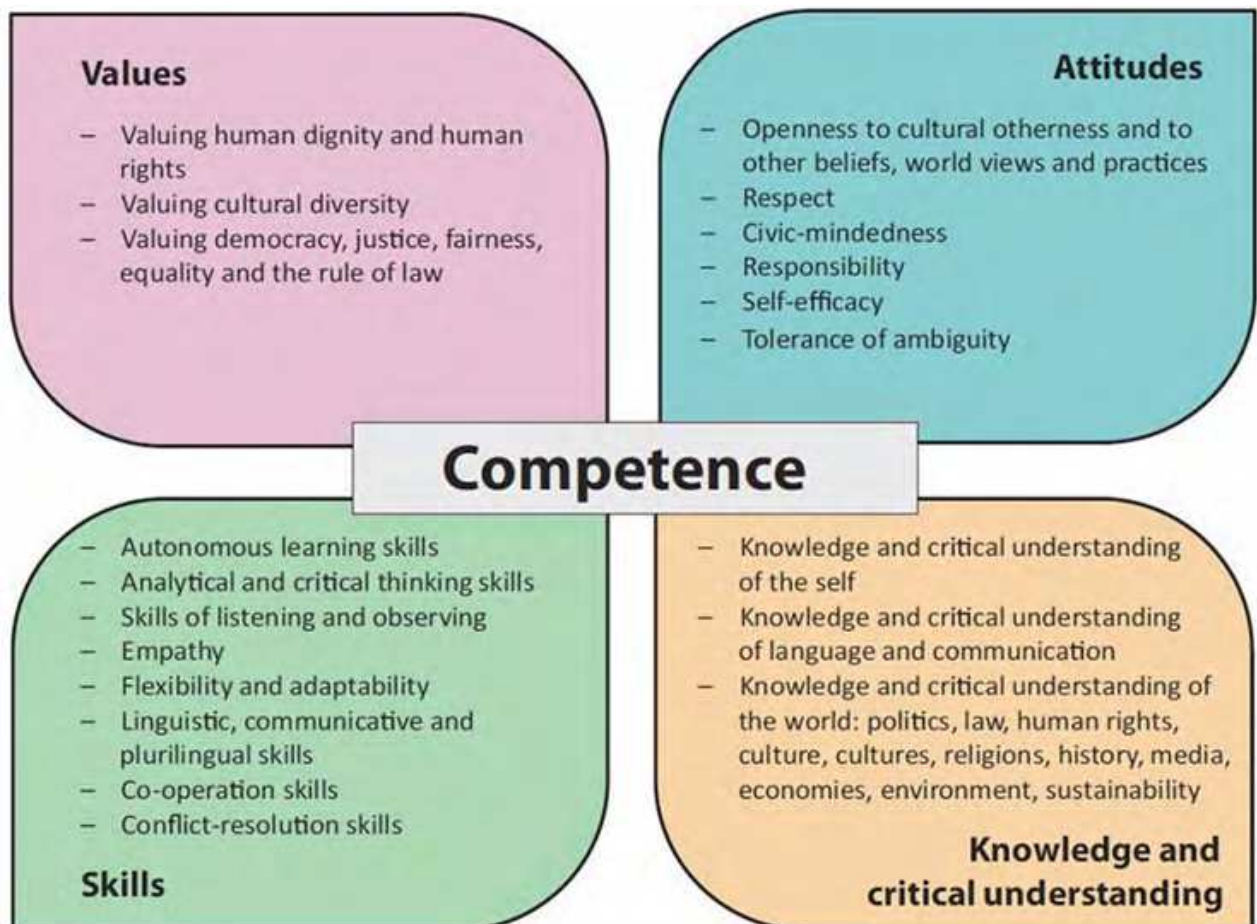 Values
– Valuing human dignity and human
rights
– Valuing cultural diversity
– Valuing democracy, justice, fairness,
equality and the rule of law
Attitudes
– Openness to cultural otherness and to
other beliefs, world views and practices
– Respect
– Civic-mindedness
– Responsibility
– Self-efficacy
– Tolerance of ambiguity
Competence
– Autonomous learning skills
– Analytical and critical thinking skills
– Skills of listening and observing
– Empathy
– Flexibility and adaptability
– Linguistic, communicative and
plurilingual skills
– Co-operation skills
– Conflict-resolution skills
Skills
– Knowledge and critical understanding
of the self
– Knowledge and critical understanding
of language and communication
– Knowledge and critical understanding of
the world: politics, law, human rights,
culture, cultures, religions, history, media,
economies, environment, sustainability
Knowledge and
critical understanding